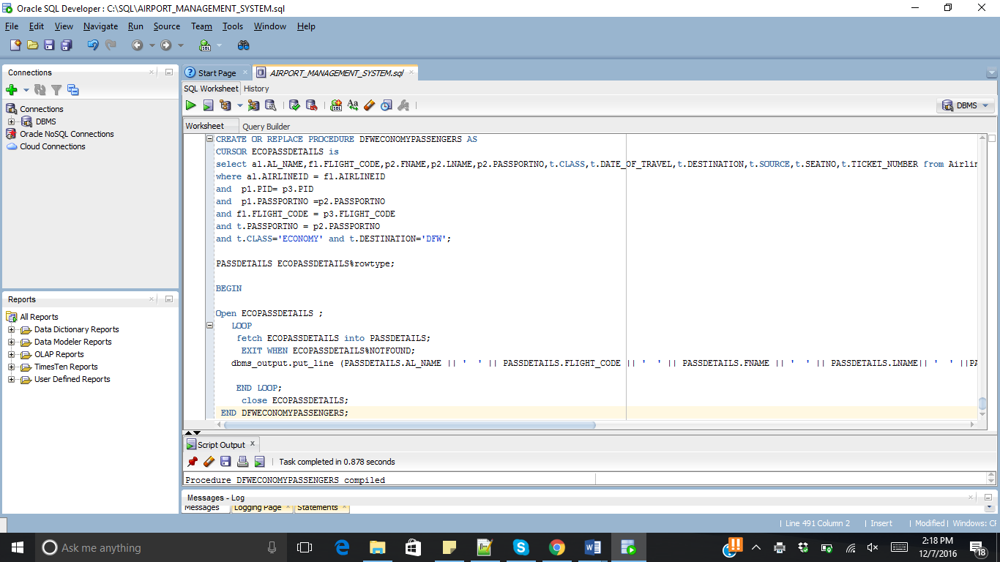 Oracle SQL Developer : C:\SQL\AIRPORT_MANAGEMENT_SYSTEM.sql
File Edit View Navigate Run Source Team Tools Window Help
Connections
Connections
DBMS
Oracle NoSQL Connections
Cloud Connections
Reports
All Reports
Data Dictionary Reports
Data Modeler Reports
OLAP Reports
TimesTen Reports
User Defined Reports
Start Page AIRPORT_MANAGEMENT_SYSTEM.sql
SQL Worksheet History
DBMS
Worksheet Query Builder
CREATE OR REPLACE PROCEDURE DFWECONOMYPASSENGERS AS
CURSOR ECOPASSDETAILS is
select al.AL_NAME,fl.FLIGHT_CODE,p2.FNAME,p2.LNAME,p2.PASSPORTNO,t.CLASS,t.DATE_OF_TRAVEL,t.DESTINATION,t.SOURCE,t.SEATNO,t.TICKET_NUMBER from Airlin
where al.AIRLINEID = fl.AIRLINEID
and  p1.PID= p3.PID
and  p1.PASSPORTNO =p2.PASSPORTNO
and fl.FLIGHT_CODE = p3.FLIGHT_CODE
and t.PASSPORTNO = p2.PASSPORTNO
and t.CLASS='ECONOMY' and t.DESTINATION='DFW';
PASSDETAILS ECOPASSDETAILS%rowtype;
BEGIN
Open ECOPASSDETAILS ;
LOOP
fetch ECOPASSDETAILS into PASSDETAILS;
EXIT WHEN ECOPASSDETAILS%NOTFOUND;
dbms_output.put_line (PASSDETAILS.AL_NAME || '  ' || PASSDETAILS.FLIGHT_CODE || '  ' || PASSDETAILS.FNAME || '  ' || PASSDETAILS.LNAME|| '  ' ||PA
END LOOP;
close ECOPASSDETAILS;
END DFWECONOMYPASSENGERS;
Script Output
Task completed in 0.878 seconds
Procedure DFWECONOMYPASSENGERS compiled
Messages - Log
Messages Logging Page Statements
Line 491 Column 2 Insert Modified Windows: CF
Ask me anything
2:18 PM
12/7/2016
18